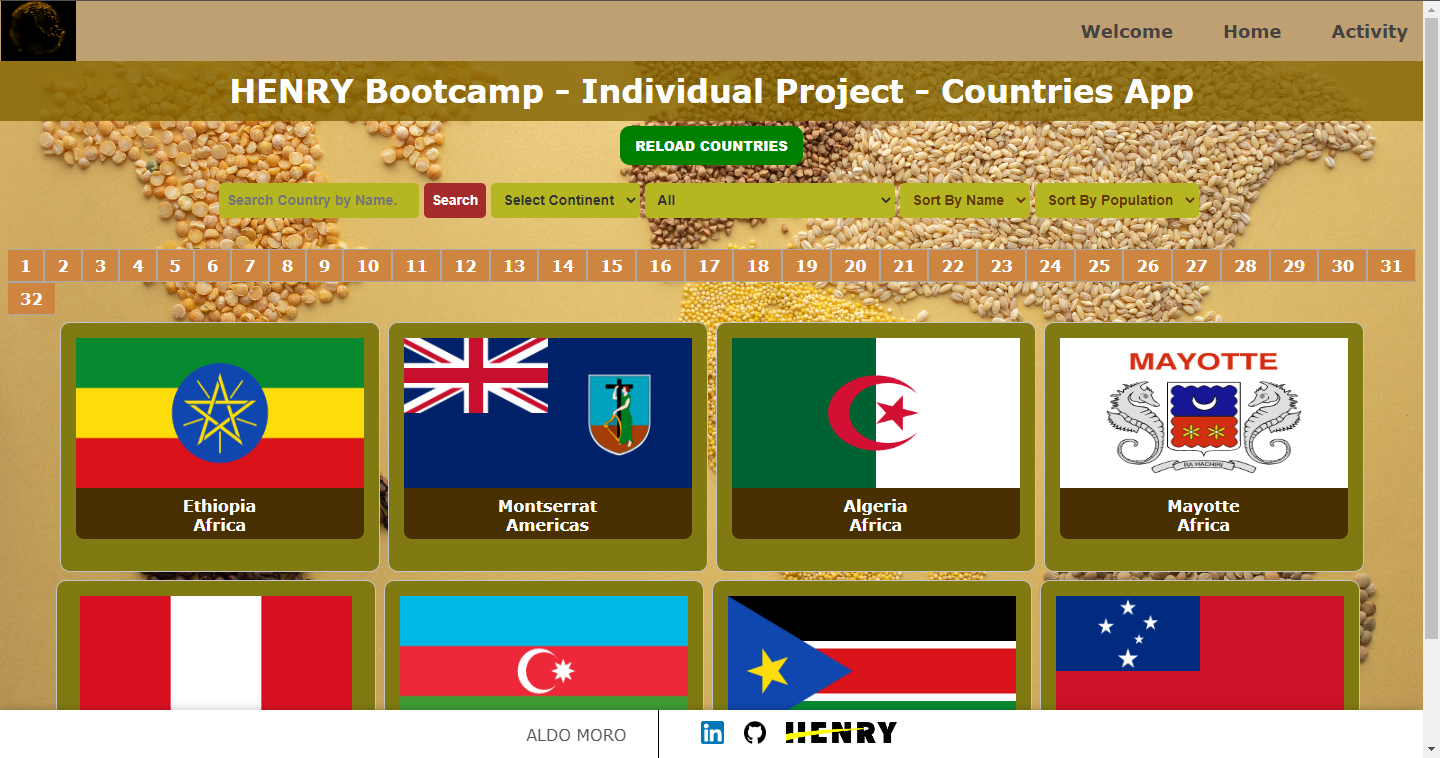 Welcome Home Activity
HENRY Bootcamp - Individual Project - Countries App
RELOAD COUNTRIES
Search Country by Name. Search Select Continent All Sort By Name Sort By Population
1 2 3 4 5 6 7 8 9 10 11 12 13 14 15 16 17 18 19 20 21 22 23 24 25 26 27 28 29 30 31
32
MAYOTTE
RA HACHIRI
Ethiopia
Africa
Montserrat
Americas
Algeria
Africa
Mayotte
Africa
ALDO MORO
in
HENRY